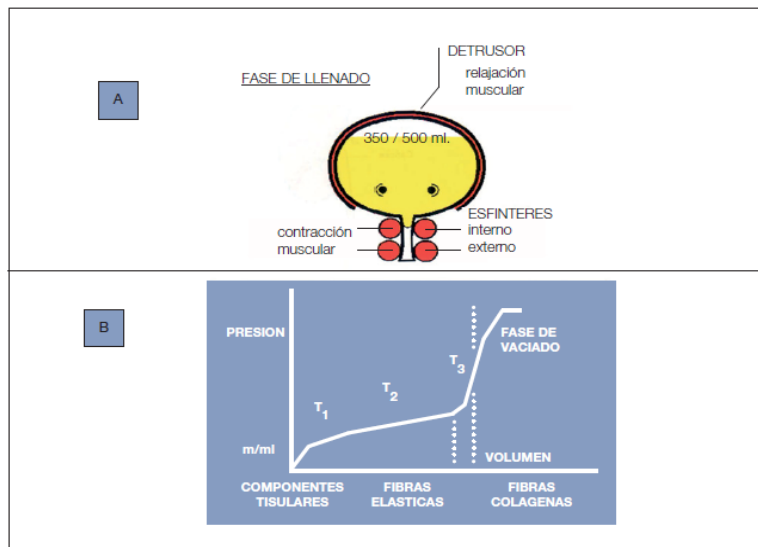 A
FASE DE LLENADO
DETRUSOR
relajación
muscular
350 / 500 ml.
contracción
muscular
ESFINTERES
interno
externo
B
PRESION
m/ml
T1
T2
T3
FASE DE
VACIADO
VOLUMEN
COMPONENTES
TISULARES
FIBRAS
ELASTICAS
FIBRAS
COLAGENAS